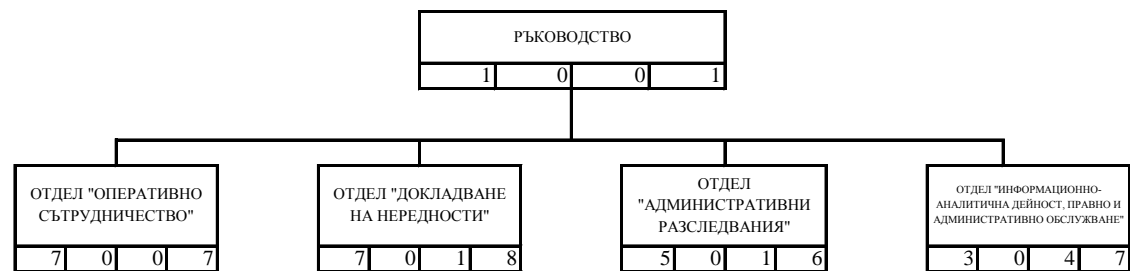 РЪКОВОДСТВО
1 0 0 1
ОТДЕЛ "ОПЕРАТИВНО
СЪТРУДНИЧЕСТВО"
7 0 0 7
ОТДЕЛ "ДОКЛАДВАНЕ
НА НЕРЕДНОСТИ"
7 0 1 8
ОТДЕЛ
"АДМИНИСТРАТИВНИ
РАЗСЛЕДВАНИЯ"
5 0 1 6
ОТДЕЛ "ИНФОРМАЦИОННО-
АНАЛИТИЧНА ДЕЙНОСТ, ПРАВНО И
АДМИНИСТРАТИВНО ОБСЛУЖВАНЕ"
3 0 4 7